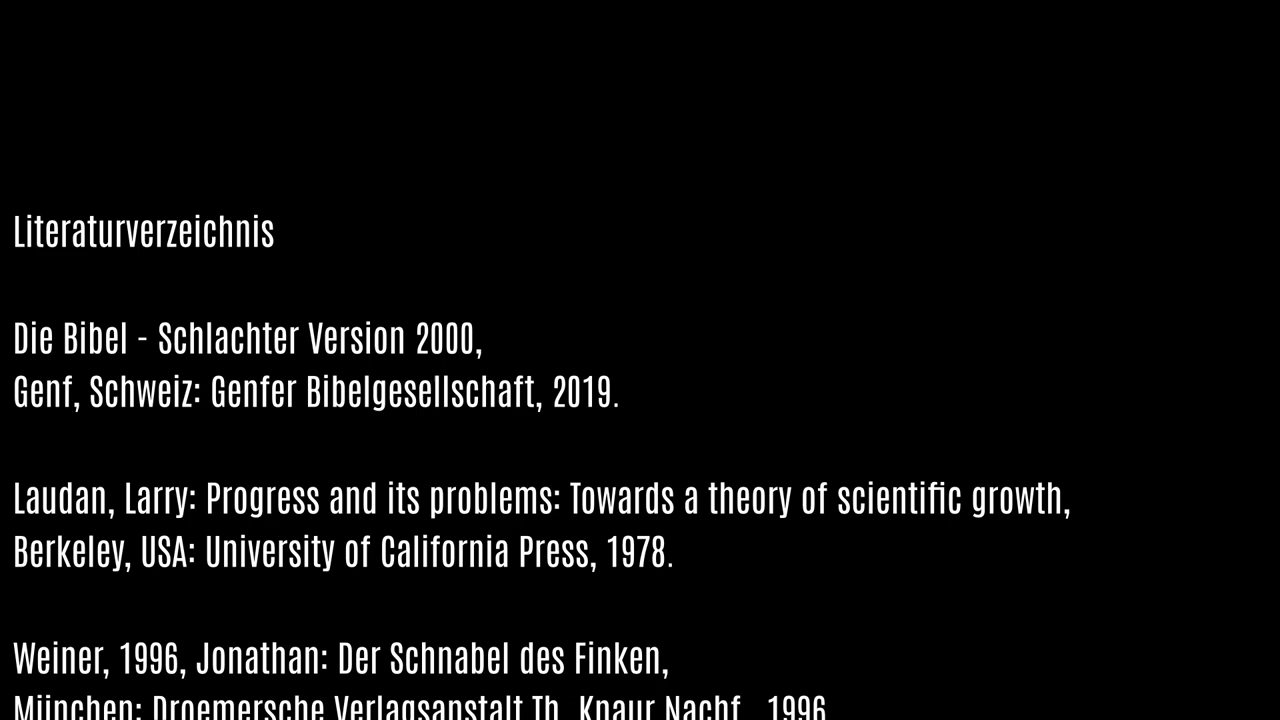 Literaturverzeichnis
Die Bibel - Schlachter Version 2000,
Genf, Schweiz: Genfer Bibelgesellschaft, 2019.
Laudan, Larry: Progress and its problems: Towards a theory of scientific growth,
Berkeley, USA: University of California Press, 1978.
Weiner, 1996, Jonathan: Der Schnabel des Finken,
München: Droemersche Verlagsanstalt Th. Knaur Nachf., 1996